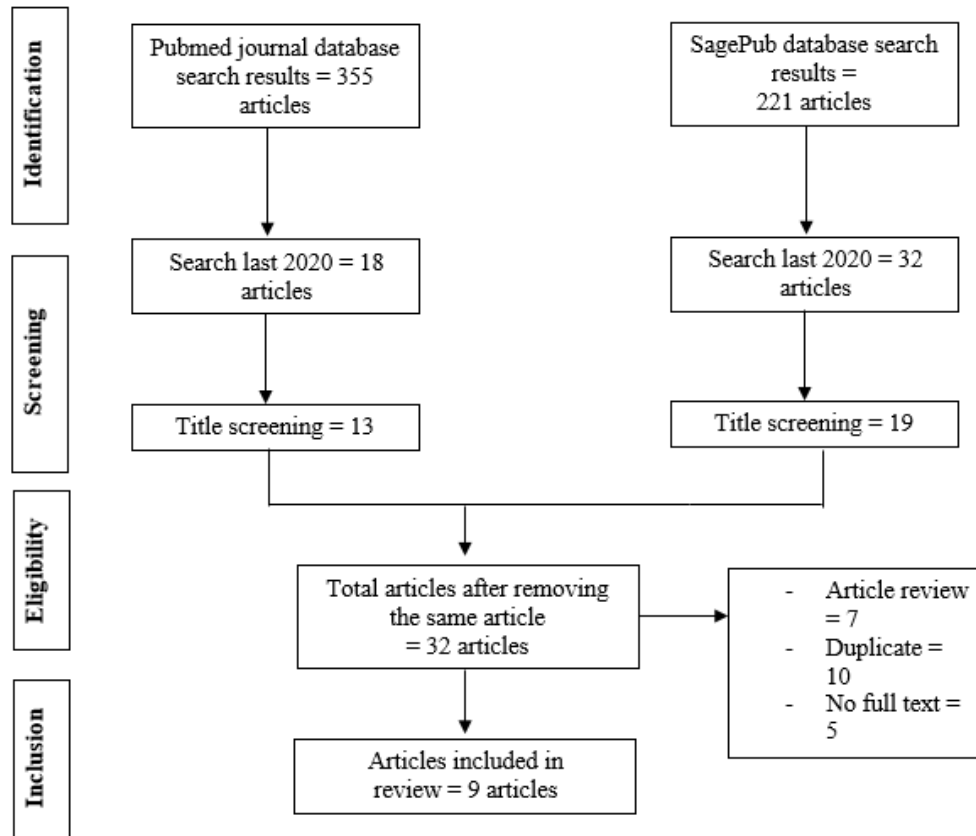 Identification
Pubmed journal database
search results = 355
articles
SagePub database search
results =
221 articles
Screening
Search last 2020 = 18
articles
Search last 2020 = 32
articles
Title screening = 13
Title screening = 19
Eligibility
Total articles after removing
the same article
= 32 articles
- Article review
= 7
- Duplicate =
10
- No full text =
5
Inclusion
Articles included in
review = 9 articles